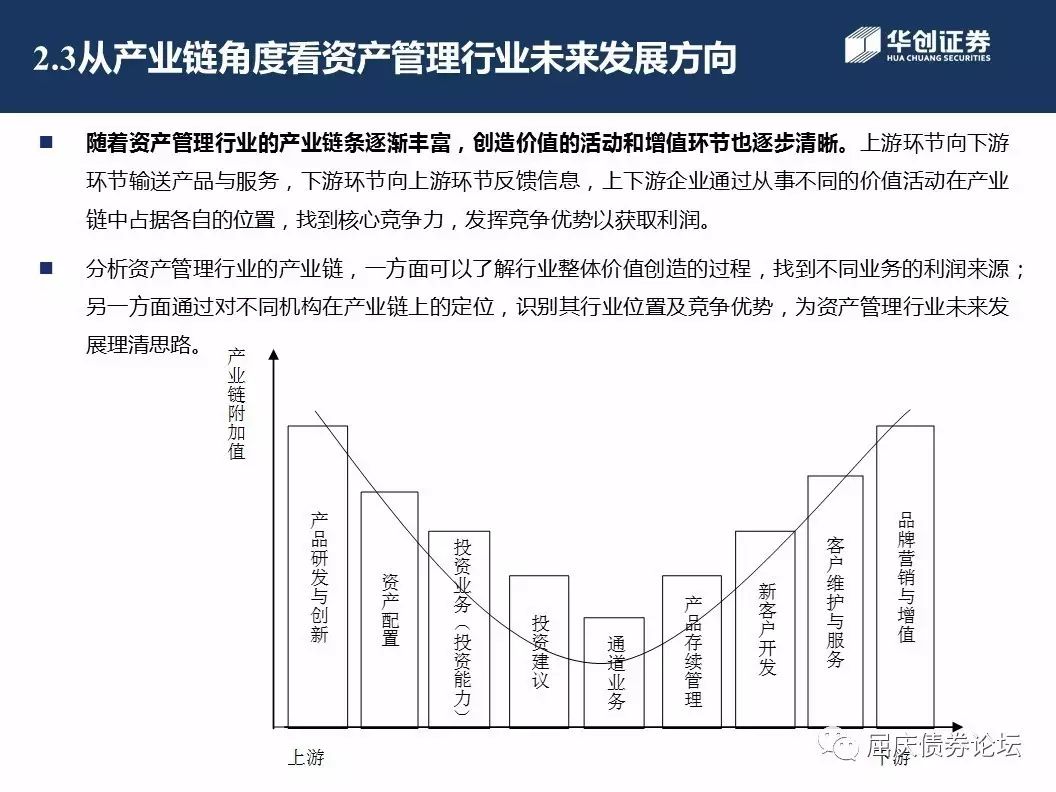 2.3从产业链角度看资产管理行业未来发展方向
华创证券
HUA CHUANG SECURITIES
随着资产管理行业的产业链条逐渐丰富，创造价值的活动和增值环节也逐步清晰。上游环节向下游
环节输送产品与服务，下游环节向上游环节反馈信息，上下游企业通过从事不同的价值活动在产业
链中占据各自的位置，找到核心竞争力，发挥竞争优势以获取利润。
分析资产管理行业的产业链，一方面可以了解行业整体价值创造的过程，找到不同业务的利润来源；
另一方面通过对不同机构在产业链上的定位，识别其行业位置及竞争优势，为资产管理行业未来发
展理清思路。
产业链附加值
产品研发与创新
资产配置
投资业务（投资能力）
投资建议
通道业务
产品存续管理
新客户开发
客户维护与服务
品牌营销与增值
上游
下游
屈庆债券论坛